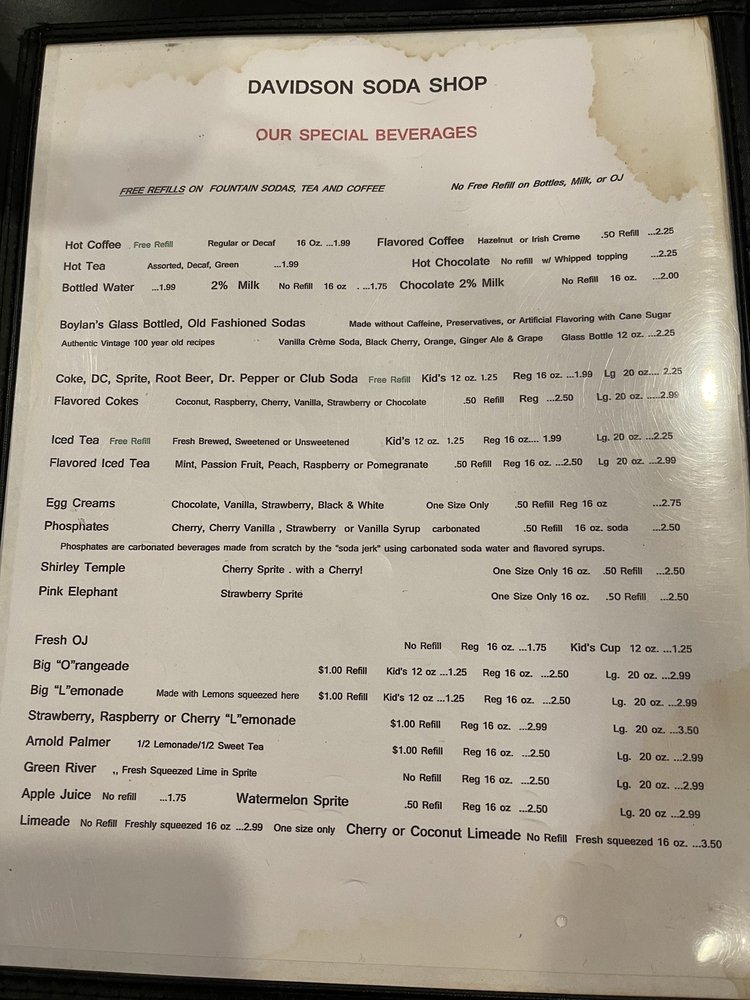 DAVIDSON SODA SHOP
OUR SPECIAL BEVERAGES
FREE REFILLS ON FOUNTAIN SODAS, TEA AND COFFEE No Free Refill on Bottles, Milk, or OJ
Hot Coffee . Free Refill Regular or Decaf 16 Oz. ...1.99 Flavored Coffee Hazelnut or Irish Creme .50 Refill ...2.25
Hot Tea Assorted, Decaf, Green ...1.99 Hot Chocolate No refill w/ Whipped topping ...2.25
Bottled Water ...1.99 2% Milk No Refill 16 oz . ...1.75 Chocolate 2% Milk No Refill 16 oz. ...2.00
Boylan's Glass Bottled, Old Fashioned Sodas Made without Caffeine, Preservatives, or Artificial Flavoring with Cane Sugar
Authentic Vintage 100 year old recipes Vanilla Crème Soda, Black Cherry, Orange, Ginger Ale & Grape Glass Bottle 12 oz. ...2.25
Coke, DC, Sprite, Root Beer, Dr. Pepper or Club Soda Free Refill Kid's 12 oz. 1.25 Reg 16 oz. ...1.99 Lg 20 oz.... 2.25
Flavored Cokes Coconut, Raspberry, Cherry, Vanilla, Strawberry or Chocolate .50 Refill Reg ...2.50 Lg. 20 oz. .....2.99
Iced Tea Free Refill Fresh Brewed, Sweetened or Unsweetened Kid's 12 oz. 1.25 Reg 16 oz.... 1.99 Lg. 20 oz. ...2.25
Flavored Iced Tea Mint, Passion Fruit, Peach, Raspberry or Pomegranate .50 Refill Reg 16 oz. ...2.50 Lg 20 oz. ...2.99
Egg Creams Chocolate, Vanilla, Strawberry, Black & White One Size Only .50 Refill Reg 16 oz ...2.75
Phosphates Cherry, Cherry Vanilla , Strawberry or Vanilla Syrup carbonated .50 Refill 16 oz. soda ...2.50
Phosphates are carbonated beverages made from scratch by the "soda jerk" using carbonated soda water and flavored syrups.
Shirley Temple Cherry Sprite . with a Cherry! One Size Only 16 oz. .50 Refill ...2.50
Pink Elephant Strawberry Sprite One Size Only 16 oz. .50 Refill ...2.50
Fresh OJ No Refill Reg 16 oz. ...1.75 Kid's Cup 12 oz. ...1.25
Big "O"rangeade $1.00 Refill Kid's 12 oz ...1.25 Reg 16 oz. ...2.50 Lg. 20 oz. ...2.99
Big "L"emonade Made with Lemons squeezed here $1.00 Refill Kid's 12 oz ...1.25 Reg 16 oz. ...2.50 Lg. 20 oz. ...2.99
Strawberry, Raspberry or Cherry "L"emonade $1.00 Refill Reg 16 oz. ...2.99 Lg. 20 oz. ...3.50
Arnold Palmer 1/2 Lemonade/1/2 Sweet Tea $1.00 Refill Reg 16 oz. ...2.50 Lg. 20 oz. ...2.99
Green River ,, Fresh Squeezed Lime in Sprite No Refill Reg 16 oz. ...2.50 Lg. 20 oz. ...2.99
Apple Juice No refill ...1.75 Watermelon Sprite .50 Refil Reg 16 oz ...2.50 Lg. 20 oz ...2.99
Limeade No Refill Freshly squeezed 16 oz ...2.99 One size only Cherry or Coconut Limeade No Refill Fresh squeezed 16 oz. ...3.50